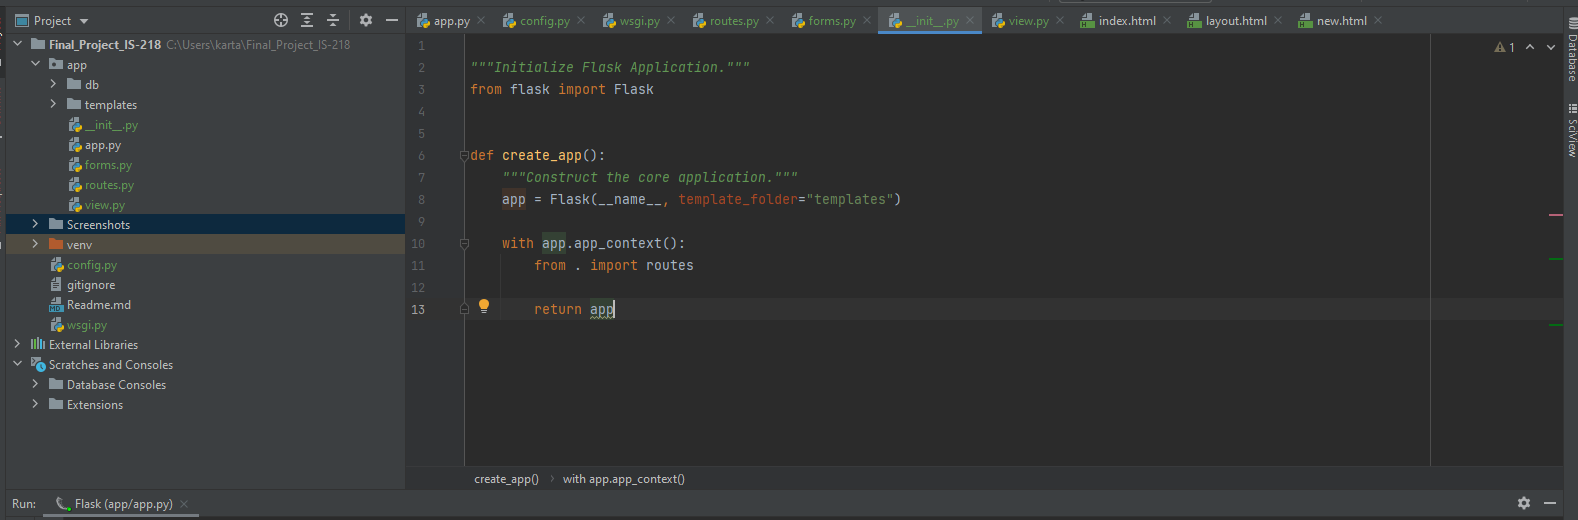 Project
Final_Project_IS-218 C:\Users\karta\Final_Project_IS-218
app
db
templates
__init__.py
app.py
forms.py
routes.py
view.py
Screenshots
venv
config.py
gitignore
Readme.md
wsgi.py
External Libraries
Scratches and Consoles
Database Consoles
Extensions
app.py config.py wsgi.py routes.py forms.py __init__.py view.py index.html layout.html new.html
1
2 """Initialize Flask Application."""
3 from flask import Flask
4
5
6 def create_app():
7 """Construct the core application."""
8 app = Flask(__name__, template_folder="templates")
9
10 with app.app_context():
11 from . import routes
12
13 return app
1
create_app() with app.app_context()
Database
SciView
Run: Flask (app/app.py)